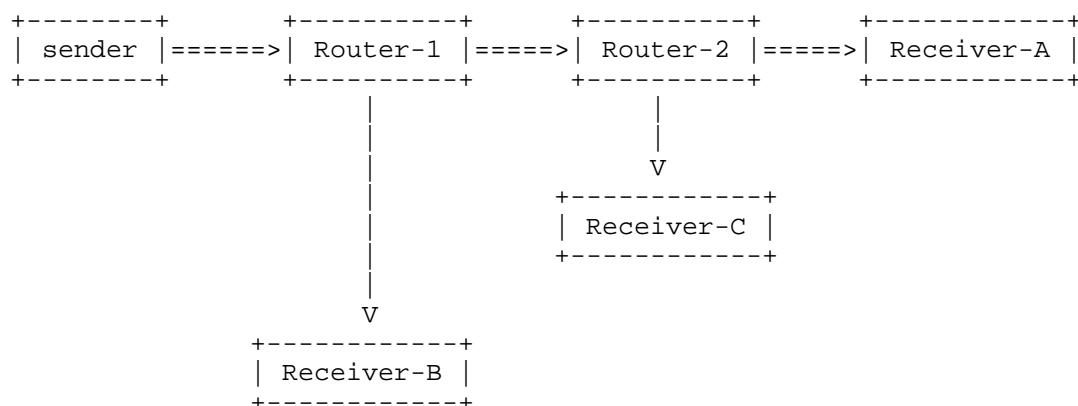 sender Router-1 Router-2 Receiver-A
V
Receiver-C
V
Receiver-B